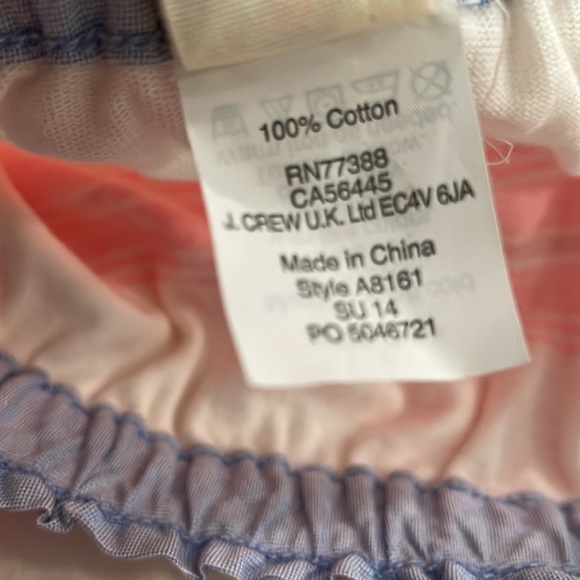 100% Cotton
RN77388
CA56445
J. CREW U.K. Ltd EC4V 6JA
Made in China
Style A8161
SU 14
PO 5046721